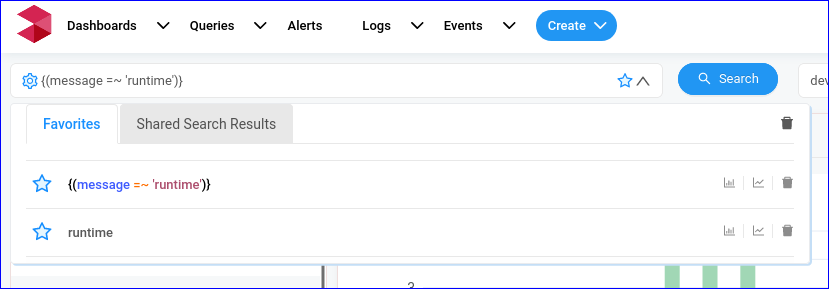 Dashboards Queries Alerts Logs Events Create
{(message =~ 'runtime')} Search dev
Favorites Shared Search Results
{(message =~ 'runtime')}
runtime
3